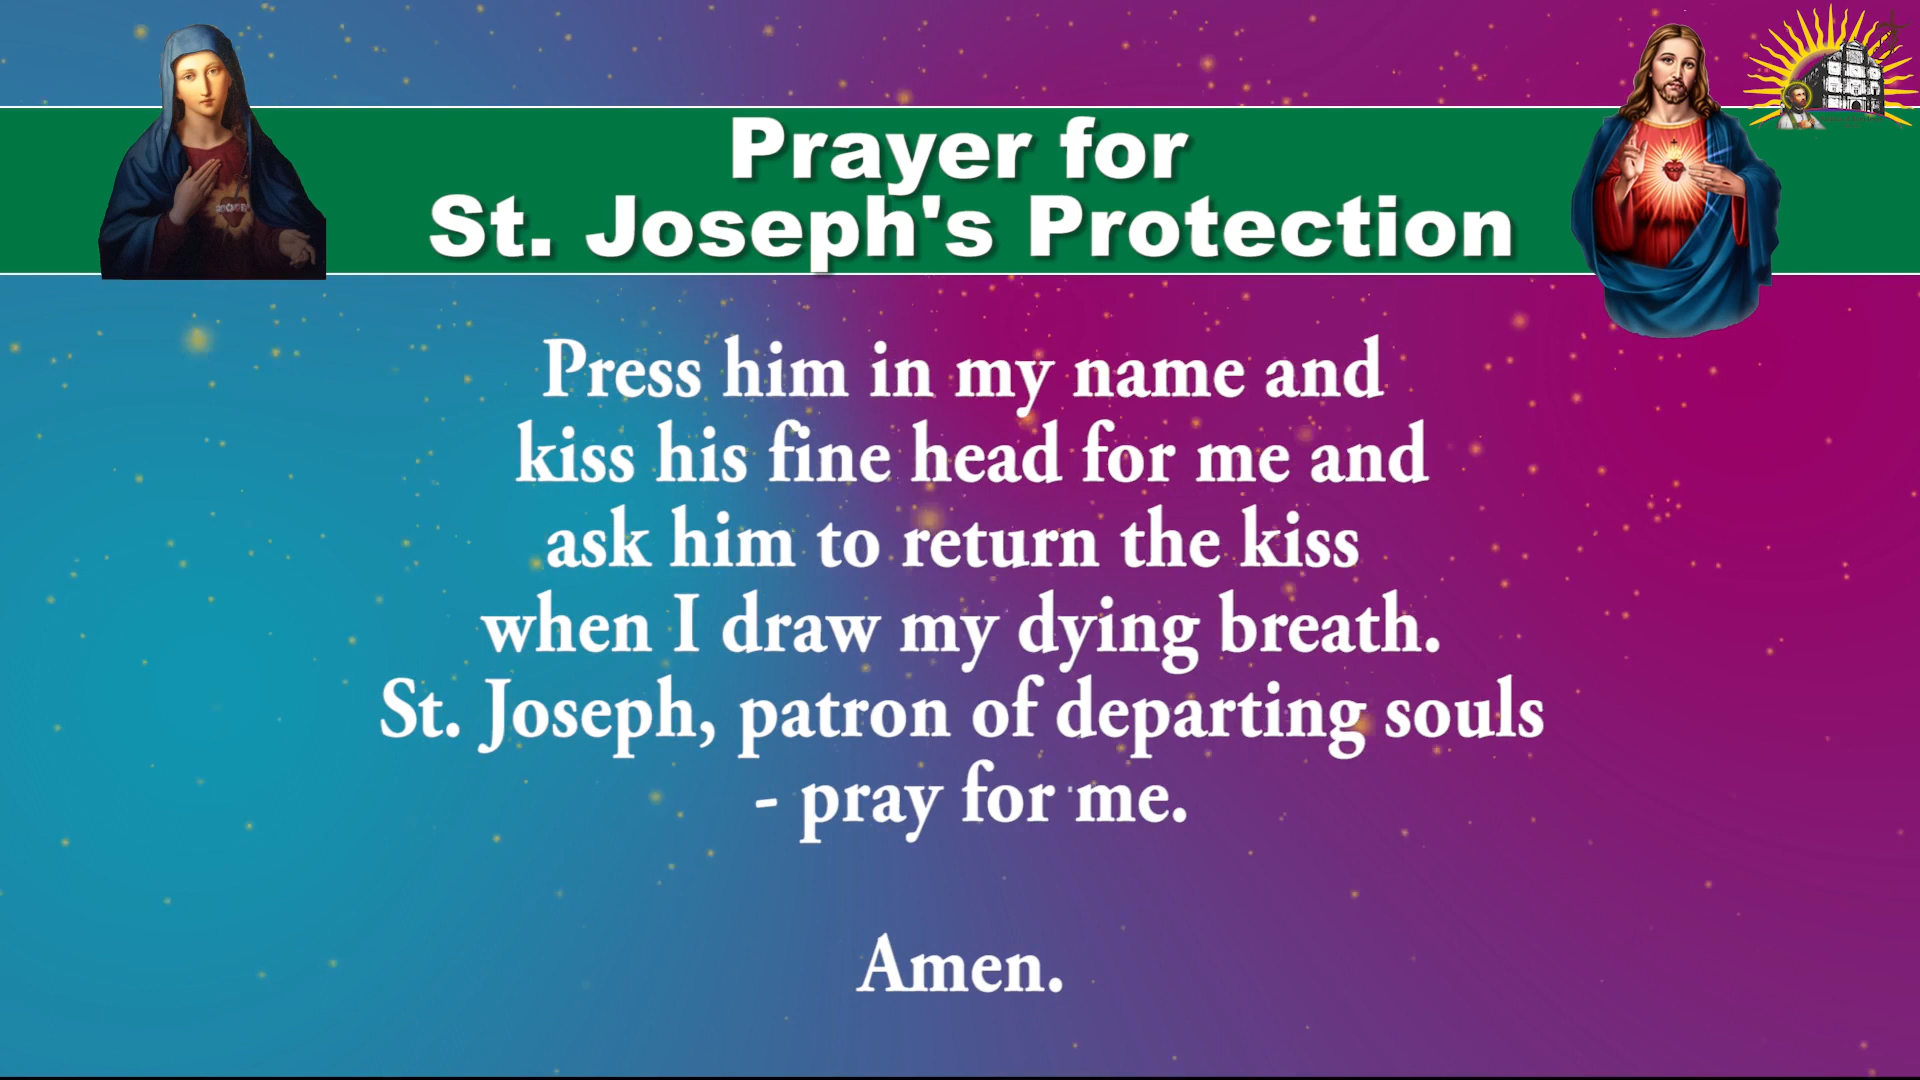 Prayer for
St. Joseph's Protection
Press him in my name and
kiss his fine head for me and
ask him to return the kiss
when I draw my dying breath.
St. Joseph, patron of departing souls
- pray for me.
Amen.